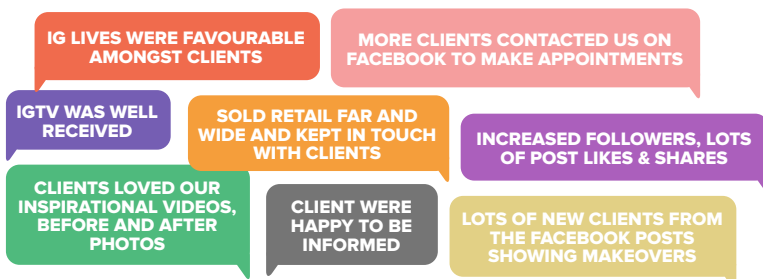 IG LIVES WERE FAVOURABLE
AMONGST CLIENTS
MORE CLIENTS CONTACTED US ON
FACEBOOK TO MAKE APPOINTMENTS
IGTV WAS WELL
RECEIVED
SOLD RETAIL FAR AND
WIDE AND KEPT IN TOUCH
WITH CLIENTS
INCREASED FOLLOWERS, LOTS
OF POST LIKES & SHARES
CLIENTS LOVED OUR
INSPIRATIONAL VIDEOS,
BEFORE AND AFTER
PHOTOS
CLIENT WERE
HAPPY TO BE
INFORMED
LOTS OF NEW CLIENTS FROM
THE FACEBOOK POSTS
SHOWING MAKEOVERS